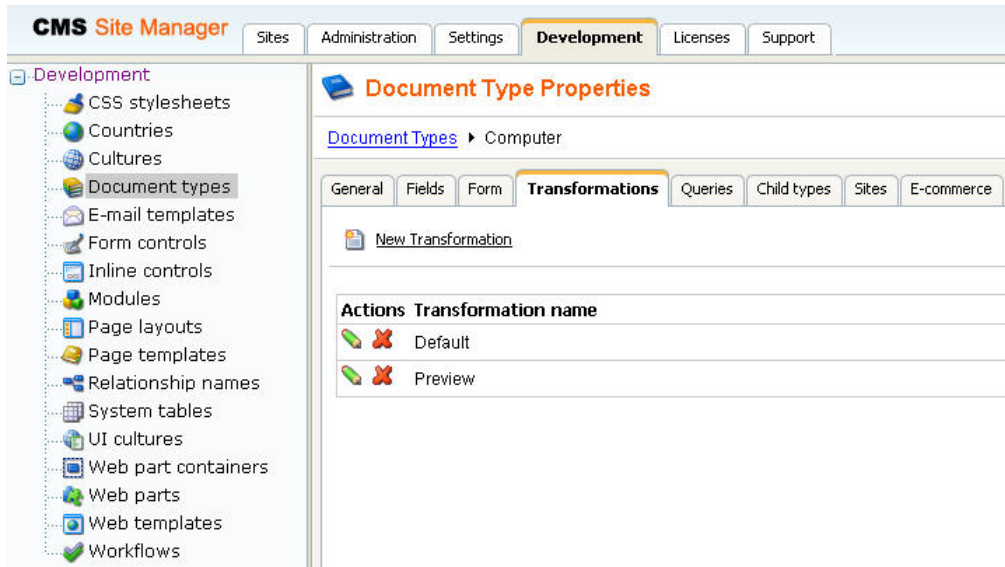 CMS Site Manager
Sites Administration Settings Development Licenses Support
Development
CSS stylesheets
Countries
Cultures
Document types
E-mail templates
Form controls
Inline controls
Modules
Page layouts
Page templates
Relationship names
System tables
UI cultures
Web part containers
Web parts
Web templates
Workflows
Document Type Properties
Document Types Computer
General Fields Form Transformations Queries Child types Sites E-commerce
New Transformation
Actions Transformation name
Default
Preview